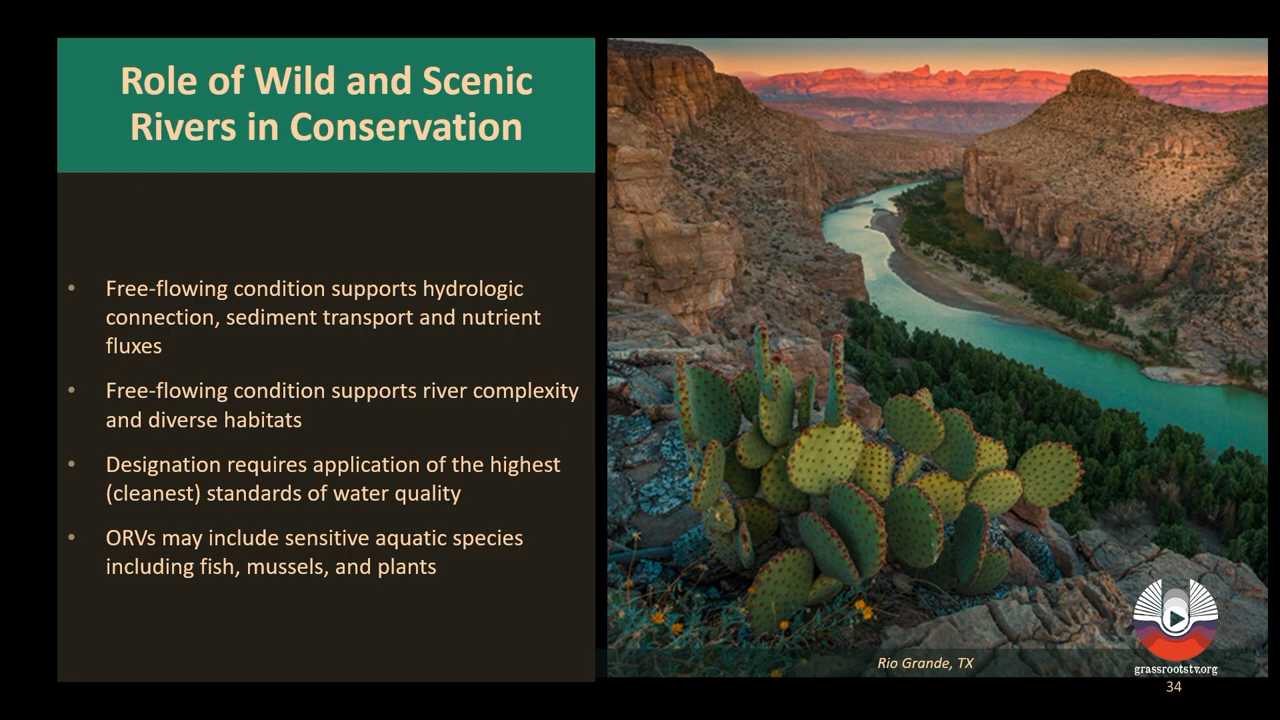 Role of Wild and Scenic
Rivers in Conservation
• Free-flowing condition supports hydrologic
connection, sediment transport and nutrient
fluxes
• Free-flowing condition supports river complexity
and diverse habitats
• Designation requires application of the highest
(cleanest) standards of water quality
• ORVs may include sensitive aquatic species
including fish, mussels, and plants
Rio Grande, TX
grassrootstv.org
34